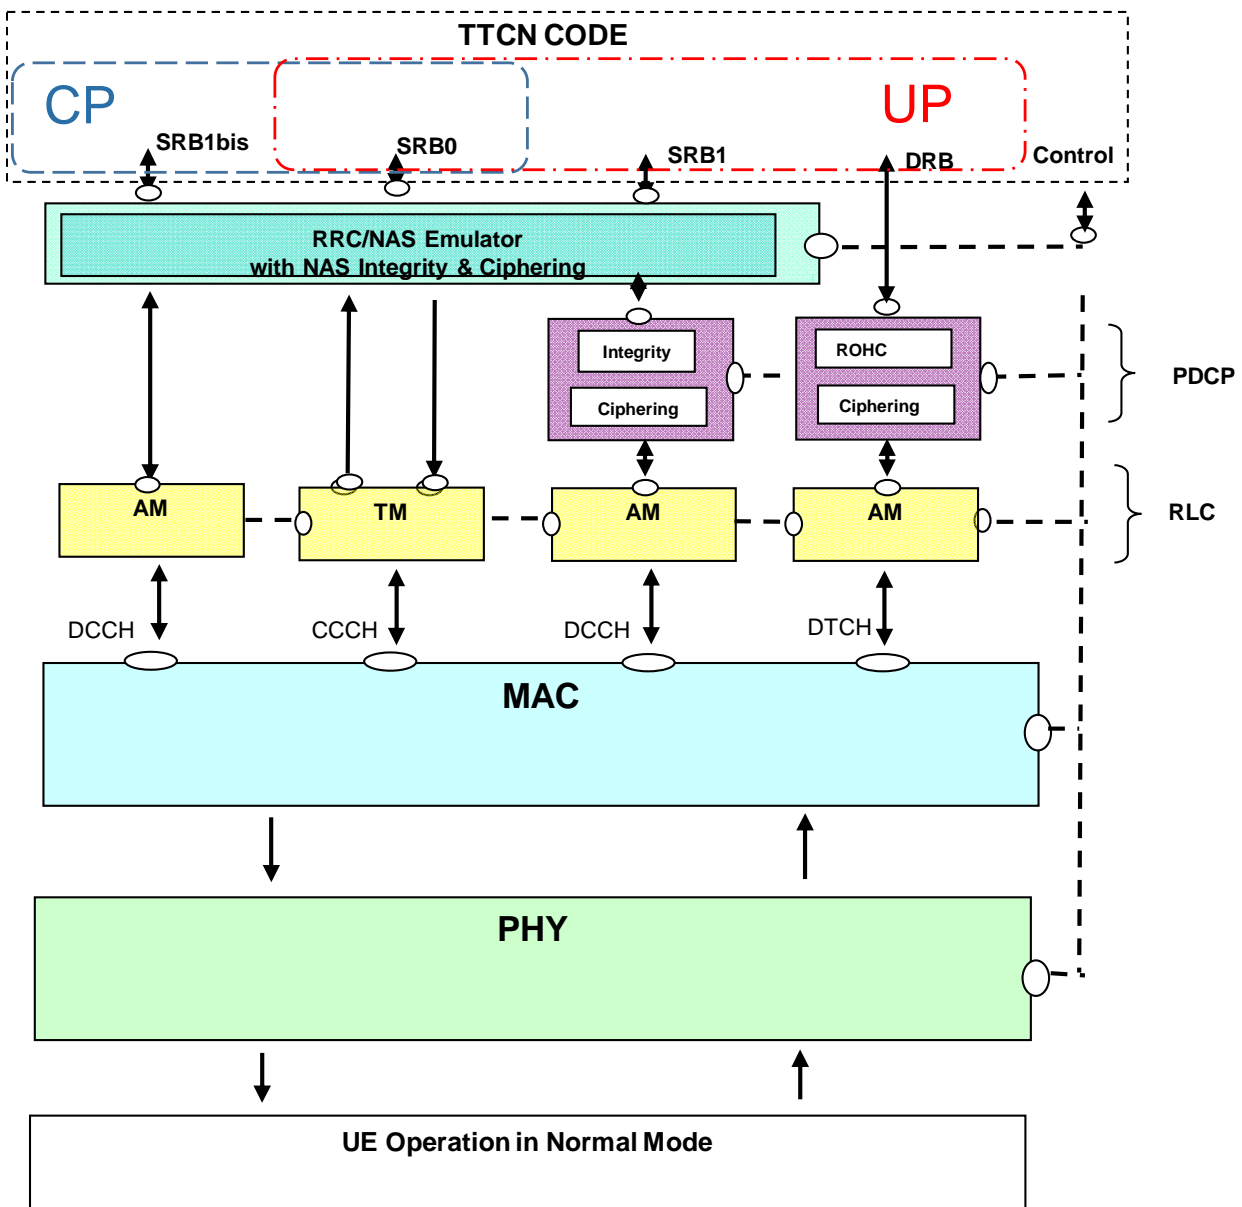 TTCN CODE
CP
UP
SRB1bis
SRB0
SRB1
DRB
Control
RRC/NAS Emulator
with NAS Integrity & Ciphering
Integrity
ROHC
Ciphering
Ciphering
PDCP
AM
TM
AM
AM
RLC
DCCH
CCCH
DCCH
DTCH
MAC
PHY
UE Operation in Normal Mode